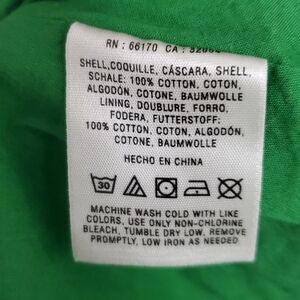 RN : 66170 CA :
SHELL,COQUILLE, CÁSCARA, SHELL,
SCHALE: 100% COTTON, COTON,
ALGODÓN, COTONE, BAUMWOLLE
LINING, DOUBLURE, FORRO,
FODERA, FUTTERSTOFF:
100% COTTON, COTON, ALGODÓN,
COTONE, BAUMWOLLE
HECHO EN CHINA
30
MACHINE WASH COLD WITH LIKE
COLORS, USE ONLY NON-CHLORINE
BLEACH, TUMBLE DRY LOW. REMOVE
PROMPTLY, LOW IRON AS NEEDED